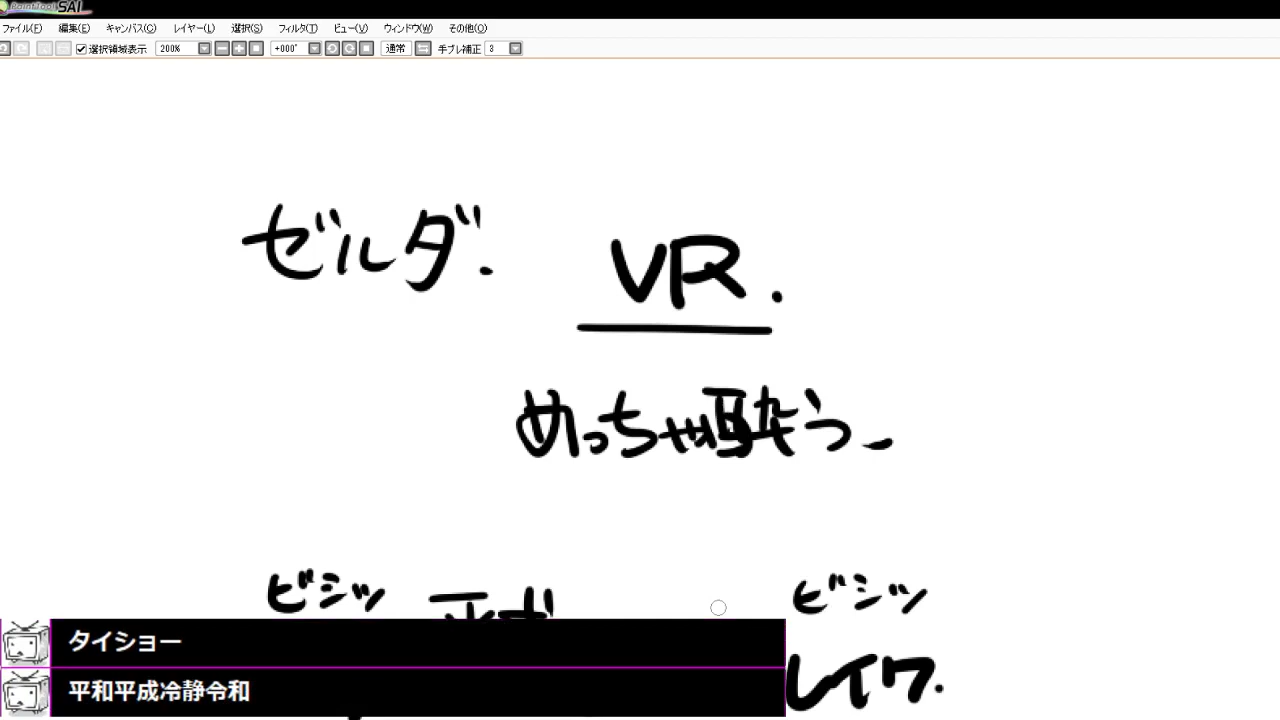 PaintTool SAI
ファイル(F) 編集(E) キャンバス(C) レイヤー(L) 選択(S) フィルタ(T) ビュー(V) ウィンドウ(W) その他(O)
選択領域表示 200% +000° 通常 手ブレ補正 3
ゼルダ. VR.
めっちゃ酔う_
ビシッ ビシッ
レイワ.
タイショー
平和平成冷静令和